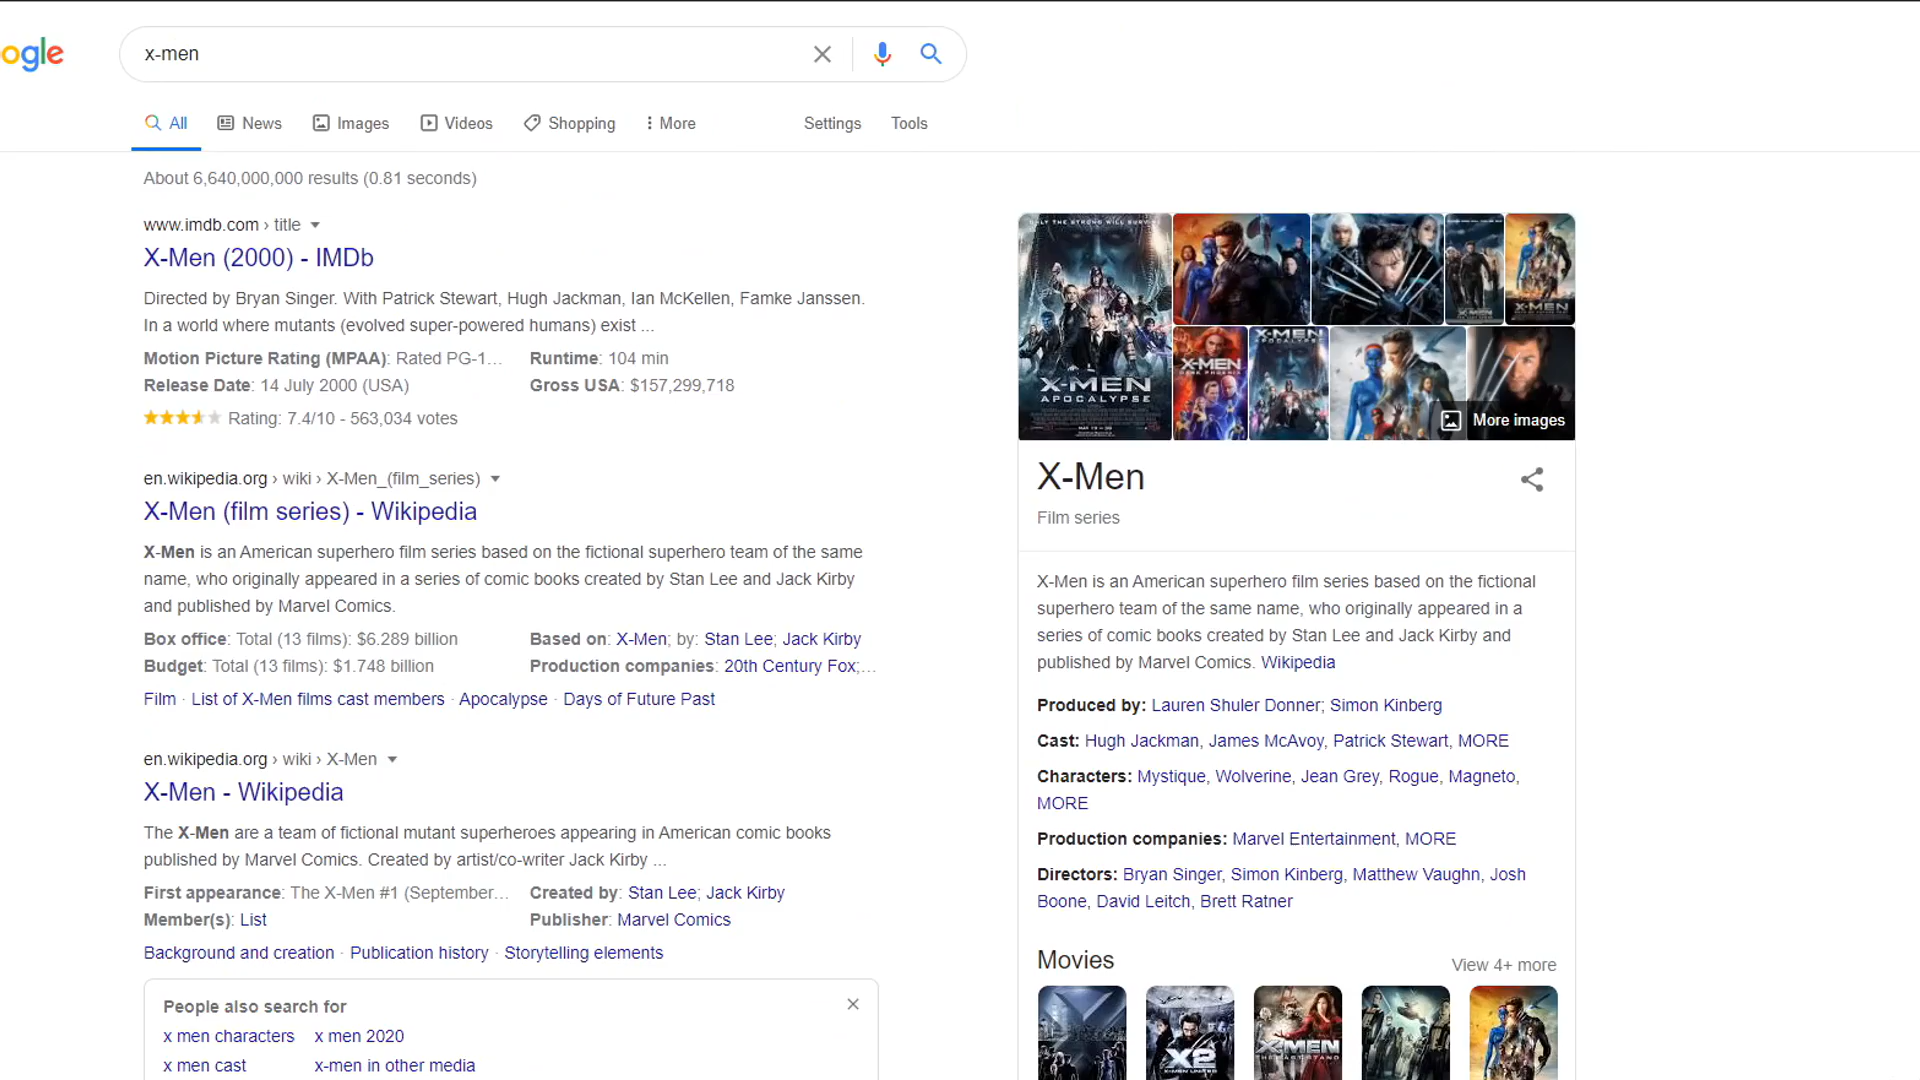 ogle
x-men
All
News
Images
Videos
Shopping
More
Settings
Tools
About 6,640,000,000 results (0.81 seconds)
www.imdb.com › title
X-Men (2000) - IMDb
Directed by Bryan Singer. With Patrick Stewart, Hugh Jackman, Ian McKellen, Famke Janssen.
In a world where mutants (evolved super-powered humans) exist ...
Motion Picture Rating (MPAA): Rated PG-1…
Runtime: 104 min
Release Date: 14 July 2000 (USA)
Gross USA: $157,299,718
Rating: 7.4/10 - 563,034 votes
en.wikipedia.org › wiki › X-Men_(film_series)
X-Men (film series) - Wikipedia
X-Men is an American superhero film series based on the fictional superhero team of the same
name, who originally appeared in a series of comic books created by Stan Lee and Jack Kirby
and published by Marvel Comics.
Box office: Total (13 films): $6.289 billion
Based on: X-Men; by: Stan Lee; Jack Kirby
Budget: Total (13 films): $1.748 billion
Production companies: 20th Century Fox;…
Film · List of X-Men films cast members · Apocalypse · Days of Future Past
en.wikipedia.org › wiki › X-Men
X-Men - Wikipedia
The X-Men are a team of fictional mutant superheroes appearing in American comic books
published by Marvel Comics. Created by artist/co-writer Jack Kirby ...
First appearance: The X-Men #1 (September…
Created by: Stan Lee; Jack Kirby
Member(s): List
Publisher: Marvel Comics
Background and creation · Publication history · Storytelling elements
People also search for
x men characters
x men 2020
x men cast
x-men in other media
ONLY THE STRONG WILL SURVIVE
X-MEN
APOCALYPSE
X-MEN
X-MEN
X-MEN
DARK PHOENIX
X-MEN
APOCALYPSE
More images
X-Men
Film series
X-Men is an American superhero film series based on the fictional
superhero team of the same name, who originally appeared in a
series of comic books created by Stan Lee and Jack Kirby and
published by Marvel Comics. Wikipedia
Produced by: Lauren Shuler Donner; Simon Kinberg
Cast: Hugh Jackman, James McAvoy, Patrick Stewart, MORE
Characters: Mystique, Wolverine, Jean Grey, Rogue, Magneto,
MORE
Production companies: Marvel Entertainment, MORE
Directors: Bryan Singer, Simon Kinberg, Matthew Vaughn, Josh
Boone, David Leitch, Brett Ratner
Movies
View 4+ more
X2
X-MEN UNITED
X-MEN
THE LAST STAND